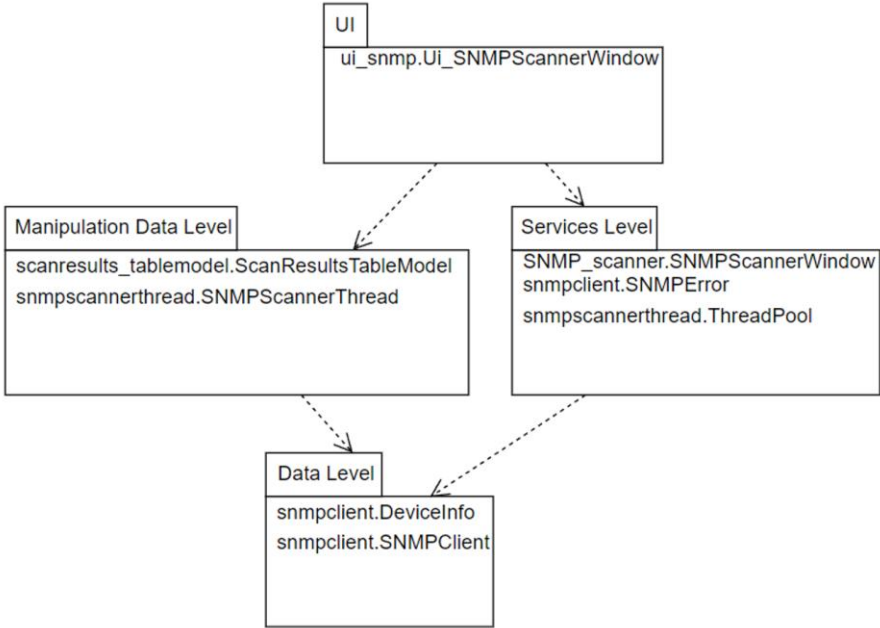 UI
ui_snmp.Ui_SNMPScannerWindow
Manipulation Data Level
scanresults_tablemodel.ScanResultsTableModel
snmpscannerthread.SNMPScannerThread
Services Level
SNMP_scanner.SNMPScannerWindow
snmpclient.SNMPError
snmpscannerthread.ThreadPool
Data Level
snmpclient.DeviceInfo
snmpclient.SNMPClient